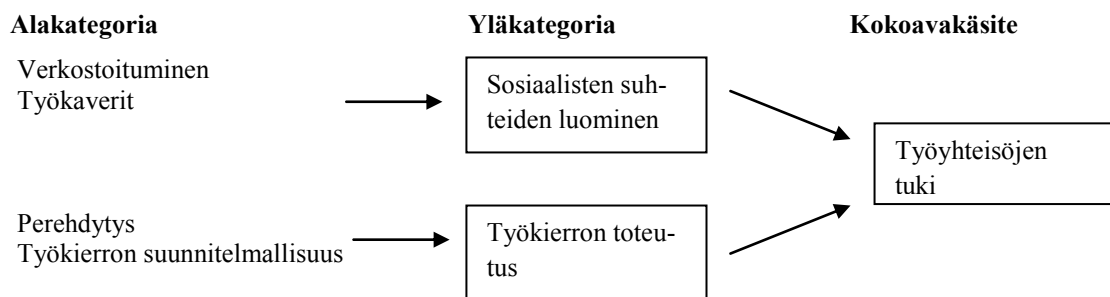 Alakategoria Yläkategoria Kokoavakäsite
Verkostoituminen
Työkaverit
Sosiaalisten suh-
teiden luominen
Työyhteisöjen
tuki
Perehdytys
Työkierron suunnitelmallisuus
Työkierron toteu-
tus